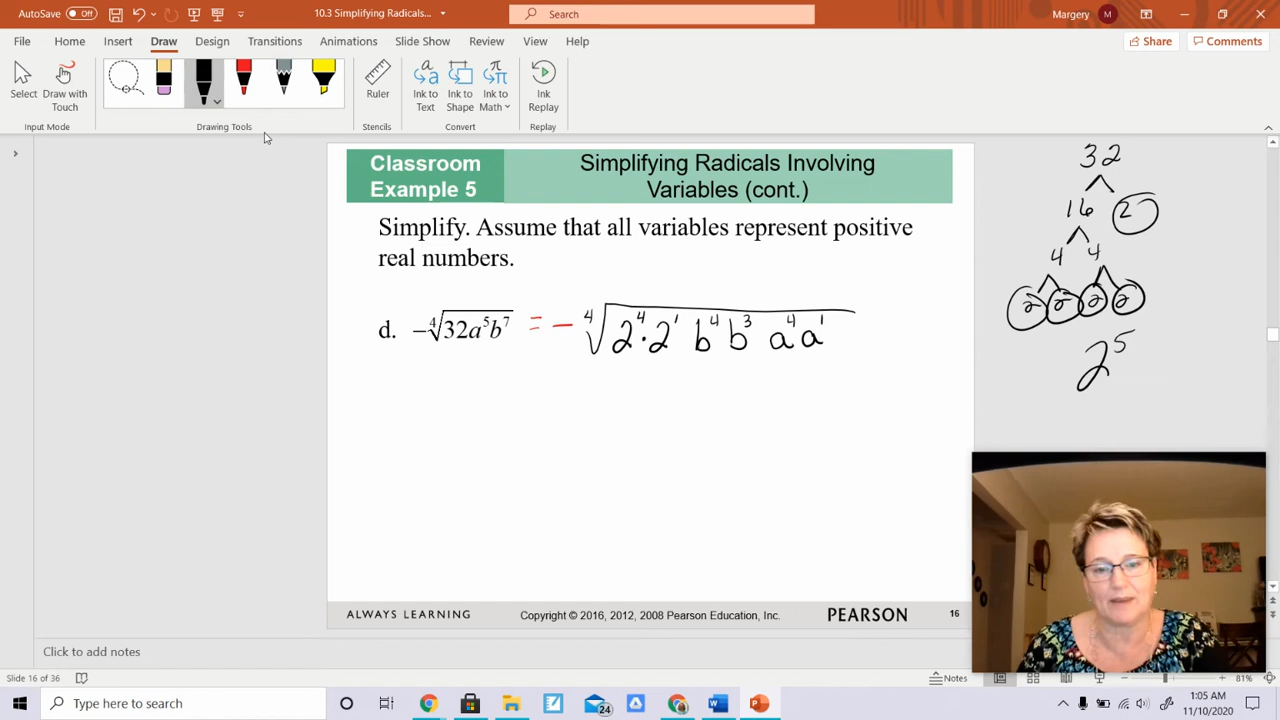 AutoSave Off 10.3 Simplifying Radicals... Search Margery M
File Home Insert Draw Design Transitions Animations Slide Show Review View Help Share Comments
Select Draw with Touch Ruler Ink to Text Ink to Shape Ink to Math Ink Replay
Input Mode Drawing Tools Stencils Convert Replay
Classroom Example 5
Simplifying Radicals Involving
Variables (cont.)
Simplify. Assume that all variables represent positive
real numbers.
d. −∜32a⁵b⁷ = − ∜2⁴·2¹ b⁴ b³ a⁴ a¹
32
16 2
4 4
2 2 2 2
2⁵
ALWAYS LEARNING Copyright © 2016, 2012, 2008 Pearson Education, Inc. PEARSON 16
Click to add notes
Slide 16 of 36 Notes 81%
Type here to search 24 W 1:05 AM
11/10/2020